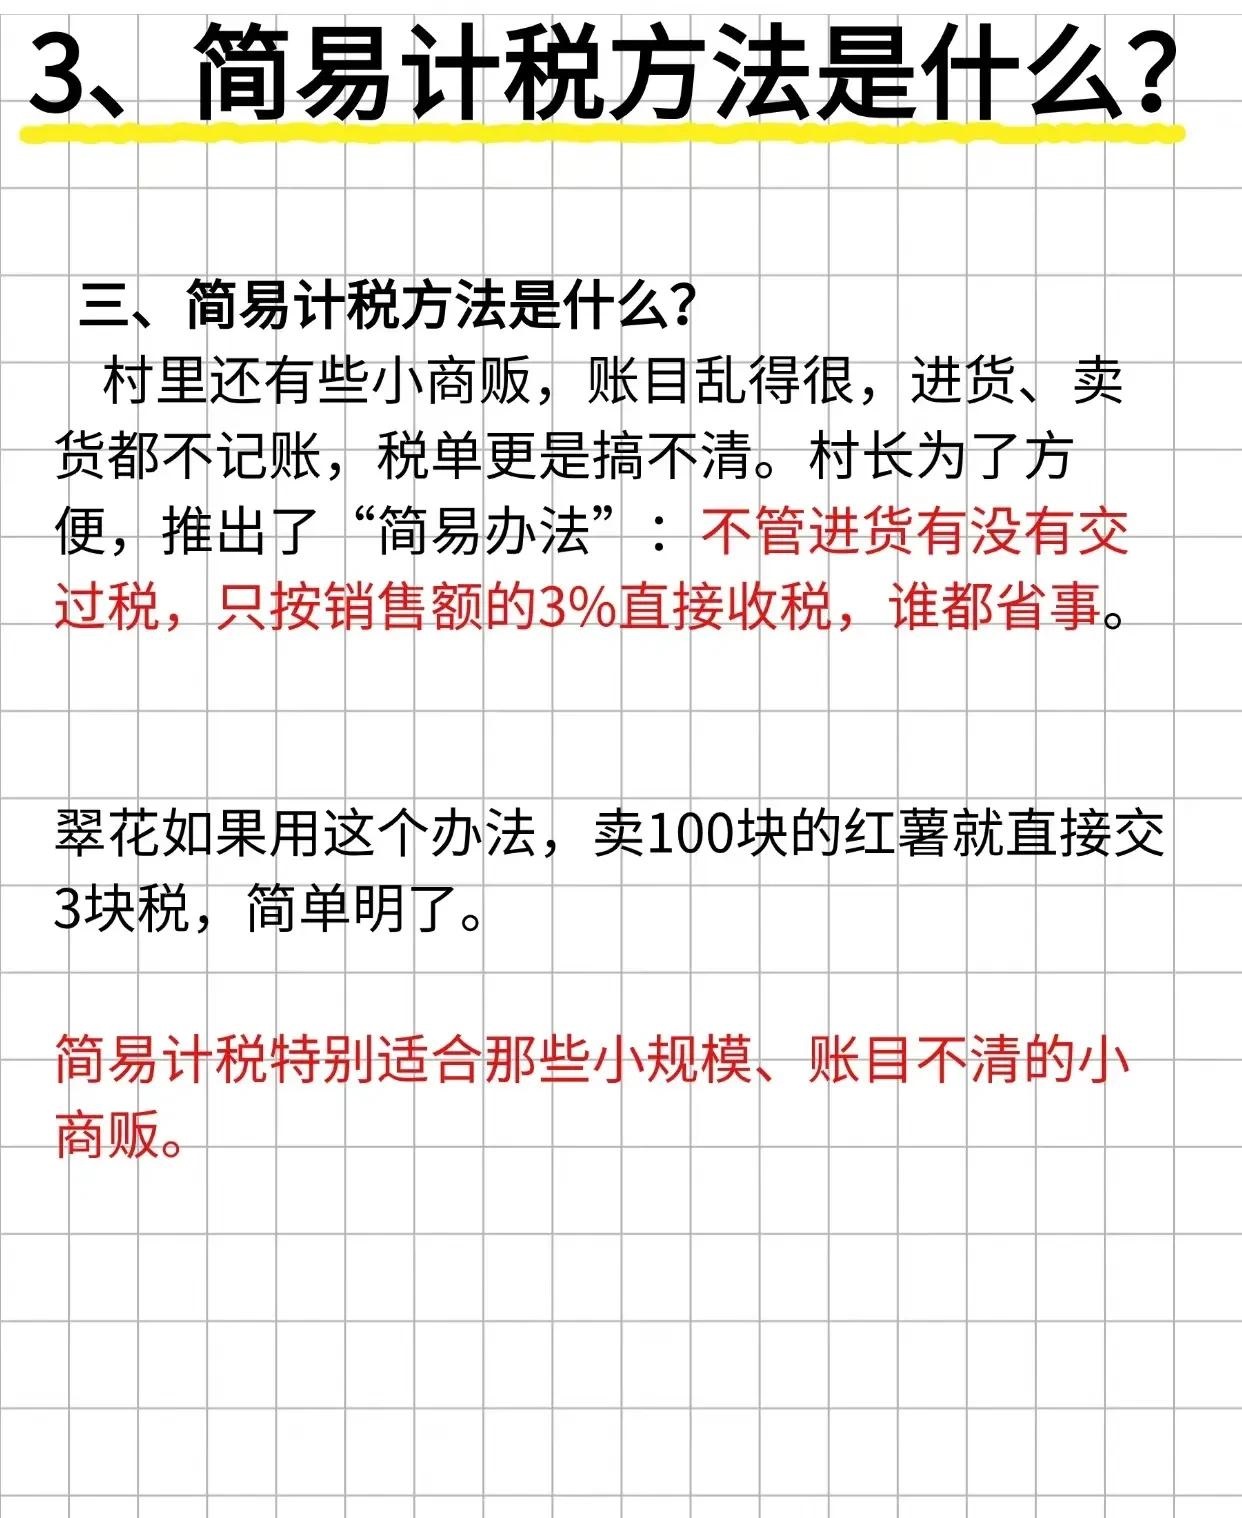 3、简易计税方法是什么？
三、简易计税方法是什么？
村里还有些小商贩，账目乱得很，进货、卖
货都不记账，税单更是搞不清。村长为了方
便，推出了“简易办法”：不管进货有没有交
过税，只按销售额的3%直接收税，谁都省事。
翠花如果用这个办法，卖100块的红薯就直接交
3块税，简单明了。
简易计税特别适合那些小规模、账目不清的小
商贩。